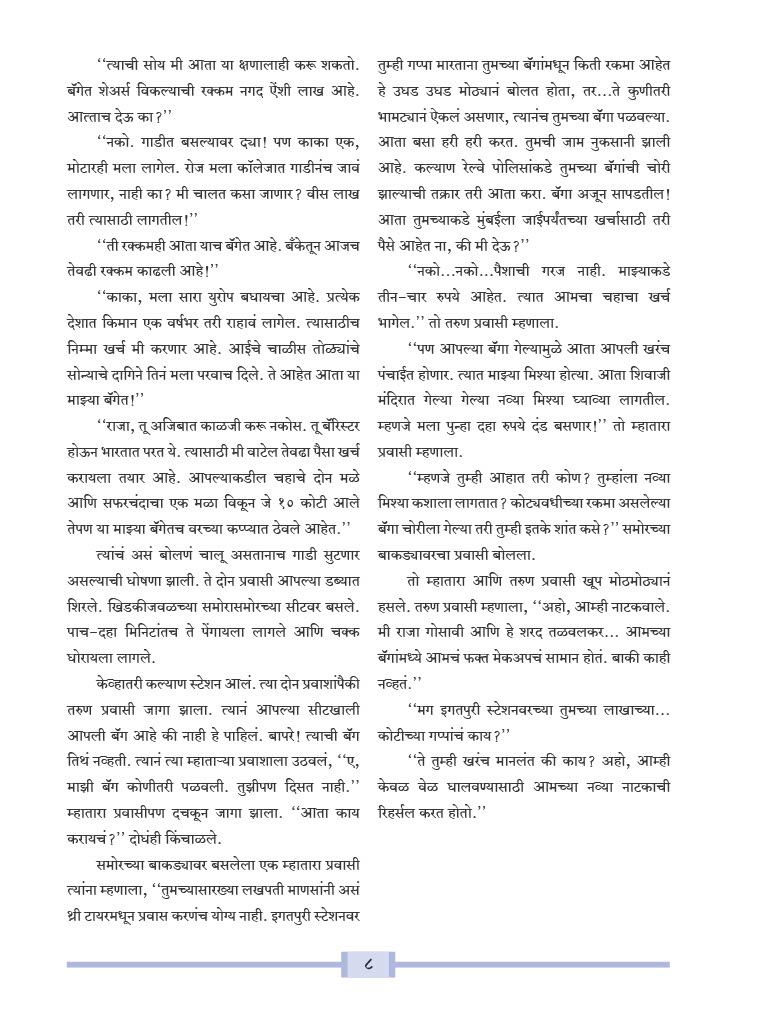 ‘‘त्याची सोय मी आता या क्षणालाही करू शकतो.
बॅगेत शेअर्स विकल्याची रक्कम नगद ऐंशी लाख आहे.
आत्ताच देऊ का?’’
‘‘नको. गाडीत बसल्यावर द्या! पण काका एक,
मोटारही मला लागेल. रोज मला कॉलेजात गाडीनंच जावं
लागणार, नाही का? मी चालत कसा जाणार? वीस लाख
तरी त्यासाठी लागतील!’’
‘‘ती रक्कमही आता याच बॅगेत आहे. बँकेतून आजच
तेवढी रक्कम काढली आहे!’’
‘‘काका, मला सारा युरोप बघायचा आहे. प्रत्येक
देशात किमान एक वर्षभर तरी राहावं लागेल. त्यासाठीच
निम्मा खर्च मी करणार आहे. आईचे चाळीस तोळ्यांचे
सोन्याचे दागिने तिनं मला परवाच दिले. ते आहेत आता या
माझ्या बॅगेत!’’
‘‘राजा, तू अजिबात काळजी करू नकोस. तू बॅरिस्टर
होऊन भारतात परत ये. त्यासाठी मी वाटेल तेवढा पैसा खर्च
करायला तयार आहे. आपल्याकडील चहाचे दोन मळे
आणि सफरचंदाचा एक मळा विकून जे १० कोटी आले
तेपण या माझ्या बॅगेतच वरच्या कप्प्यात ठेवले आहेत.’’
त्यांचं असं बोलणं चालू असतानाच गाडी सुटणार
असल्याची घोषणा झाली. ते दोन प्रवासी आपल्या डब्यात
शिरले. खिडकीजवळच्या समोरासमोरच्या सीटवर बसले.
पाच-दहा मिनिटांतच ते पेंगायला लागले आणि चक्क
घोरायला लागले.
केव्हातरी कल्याण स्टेशन आलं. त्या दोन प्रवाशांपैकी
तरुण प्रवासी जागा झाला. त्यानं आपल्या सीटखाली
आपली बॅग आहे की नाही हे पाहिलं. बापरे! त्याची बॅग
तिथं नव्हती. त्यानं त्या म्हाताऱ्या प्रवाशाला उठवलं, ‘‘ए,
माझी बॅग कोणीतरी पळवली. तुझीपण दिसत नाही.’’
म्हातारा प्रवासीपण दचकून जागा झाला. ‘‘आता काय
करायचं?’’ दोघंही किंचाळले.
समोरच्या बाकड्यावर बसलेला एक म्हातारा प्रवासी
त्यांना म्हणाला, ‘‘तुमच्यासारख्या लखपती माणसांनी असं
थ्री टायरमधून प्रवास करणंच योग्य नाही. इगतपुरी स्टेशनवर
तुम्ही गप्पा मारताना तुमच्या बॅगांमधून किती रकमा आहेत
हे उघड उघड मोठ्यानं बोलत होता, तर...ते कुणीतरी
भामट्यानं ऐकलं असणार, त्यानंच तुमच्या बॅगा पळवल्या.
आता बसा हरी हरी करत. तुमची जाम नुकसानी झाली
आहे. कल्याण रेल्वे पोलिसांकडे तुमच्या बॅगांची चोरी
झाल्याची तक्रार तरी आता करा. बॅगा अजून सापडतील!
आता तुमच्याकडे मुंबईला जाईपर्यंतच्या खर्चासाठी तरी
पैसे आहेत ना, की मी देऊ?’’
‘‘नको...नको...पैशाची गरज नाही. माझ्याकडे
तीन-चार रुपये आहेत. त्यात आमचा चहाचा खर्च
भागेल.’’ तो तरुण प्रवासी म्हणाला.
‘‘पण आपल्या बॅगा गेल्यामुळे आता आपली खरंच
पंचाईत होणार. त्यात माझ्या मिश्या होत्या. आता शिवाजी
मंदिरात गेल्या गेल्या नव्या मिश्या घ्याव्या लागतील.
म्हणजे मला पुन्हा दहा रुपये दंड बसणार!’’ तो म्हातारा
प्रवासी म्हणाला.
‘‘म्हणजे तुम्ही आहात तरी कोण? तुम्हांला नव्या
मिश्या कशाला लागतात? कोट्यवधीच्या रकमा असलेल्या
बॅगा चोरीला गेल्या तरी तुम्ही इतके शांत कसे?’’ समोरच्या
बाकड्यावरचा प्रवासी बोलला.
तो म्हातारा आणि तरुण प्रवासी खूप मोठमोठ्यानं
हसले. तरुण प्रवासी म्हणाला, ‘‘अहो, आम्ही नाटकवाले.
मी राजा गोसावी आणि हे शरद तळवलकर... आमच्या
बॅगांमध्ये आमचं फक्त मेकअपचं सामान होतं. बाकी काही
नव्हतं.’’
‘‘मग इगतपुरी स्टेशनवरच्या तुमच्या लाखाच्या...
कोटीच्या गप्पांचं काय?’’
‘‘ते तुम्ही खरंच मानलंत की काय? अहो, आम्ही
केवळ वेळ घालवण्यासाठी आमच्या नव्या नाटकाची
रिहर्सल करत होतो.’’
८